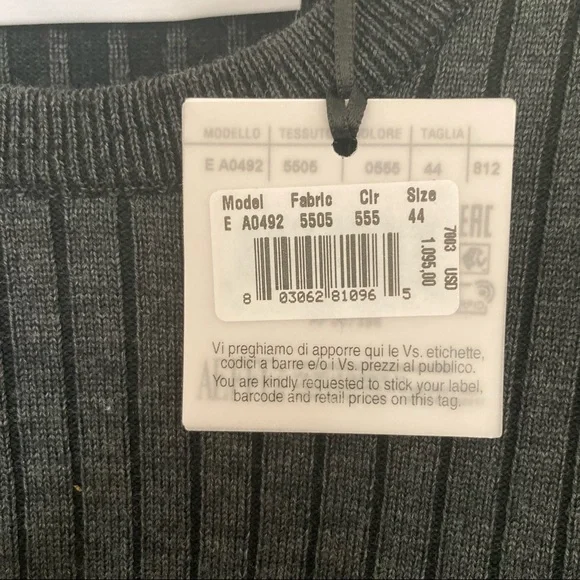 MODELLO TESSUTO COLORE TAGLIA
E A0492 5505 0555 44 812
Model Fabric Clr Size
E A0492 5505 555 44
7003 USD
1.095,00
8 03062 81096 5
EAC
Vi preghiamo di apporre qui le Vs. etichette,
codici a barre e/o i Vs. prezzi al pubblico.
You are kindly requested to stick your label,
barcode and retail prices on this tag.